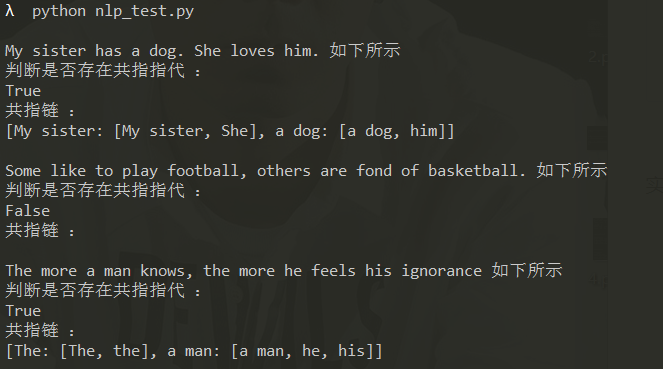 λ python nlp_test.py
My sister has a dog. She loves him. 如下所示
判断是否存在共指指代 :
True
共指链 :
[My sister: [My sister, She], a dog: [a dog, him]]
Some like to play football, others are fond of basketball. 如下所示
判断是否存在共指指代 :
False
共指链 :
The more a man knows, the more he feels his ignorance 如下所示
判断是否存在共指指代 :
True
共指链 :
[The: [The, the], a man: [a man, he, his]]